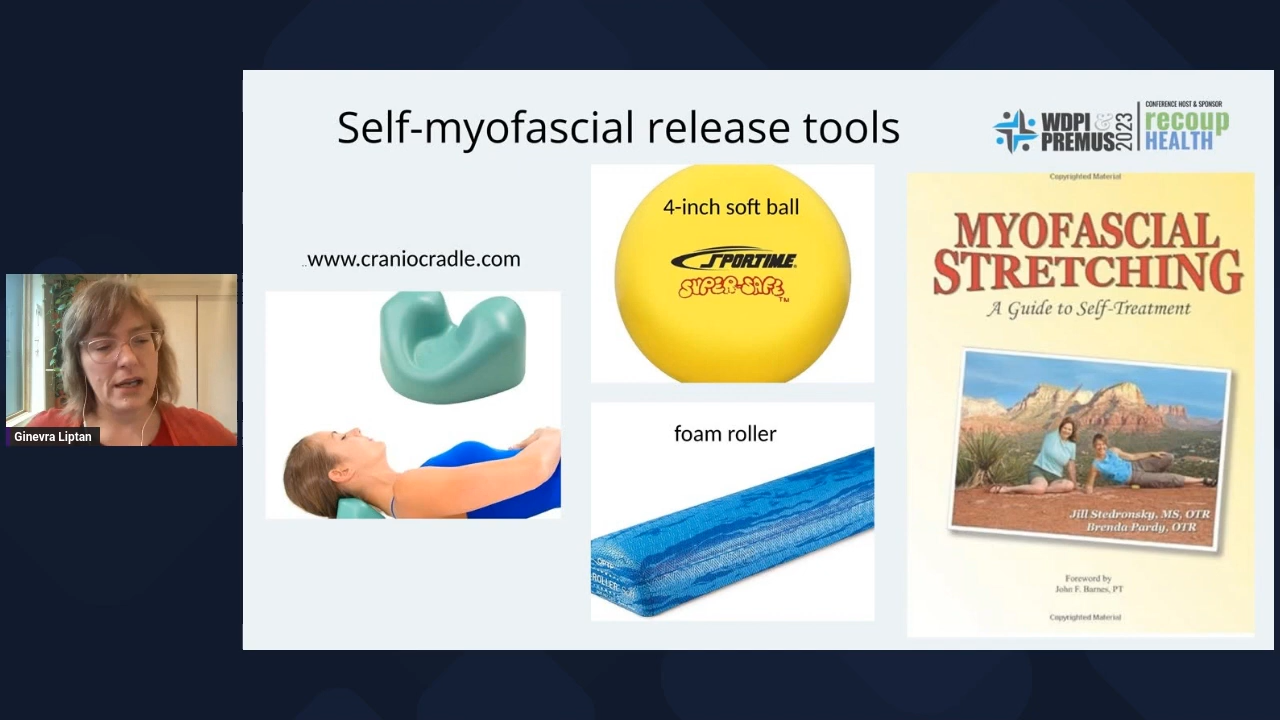 Self-myofascial release tools
WDPI &
PREMUS
2023
CONFERENCE HOST & SPONSOR
recoup
HEALTH
www.craniocradle.com
4-inch soft ball
SPORTIME
SUPER-SAFE™
foam roller
ROLLER
Copyrighted Material
MYOFASCIAL
STRETCHING
A Guide to Self-Treatment
Jill Stedronsky, MS, OTR
Brenda Pardy, OTR
Foreword by
John F. Barnes, PT
Copyrighted Material
Ginevra Liptan